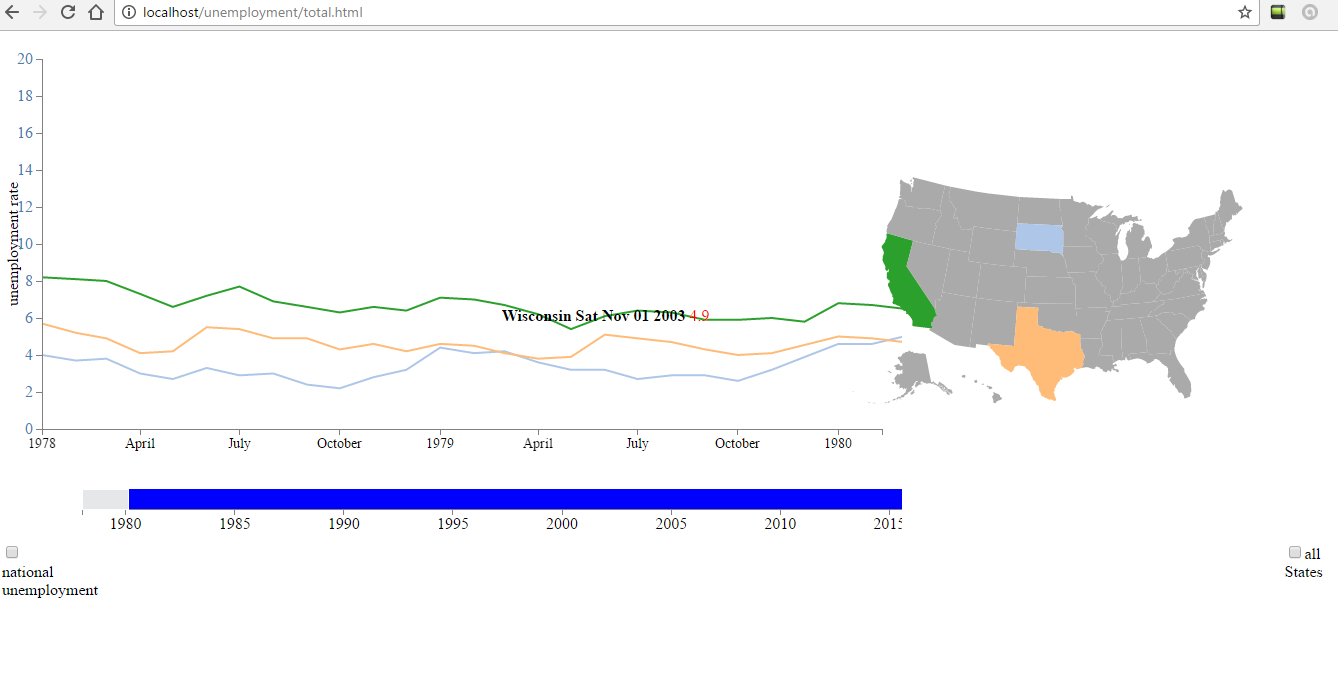 localhost/unemployment/total.html
20
18
16
14
12
10
8
6
4
2
0
unemployment rate
Wisconsin Sat Nov 01 2003 4.9
1978 April July October 1979 April July October 1980
1980 1985 1990 1995 2000 2005 2010 2015
national
unemployment
all
States